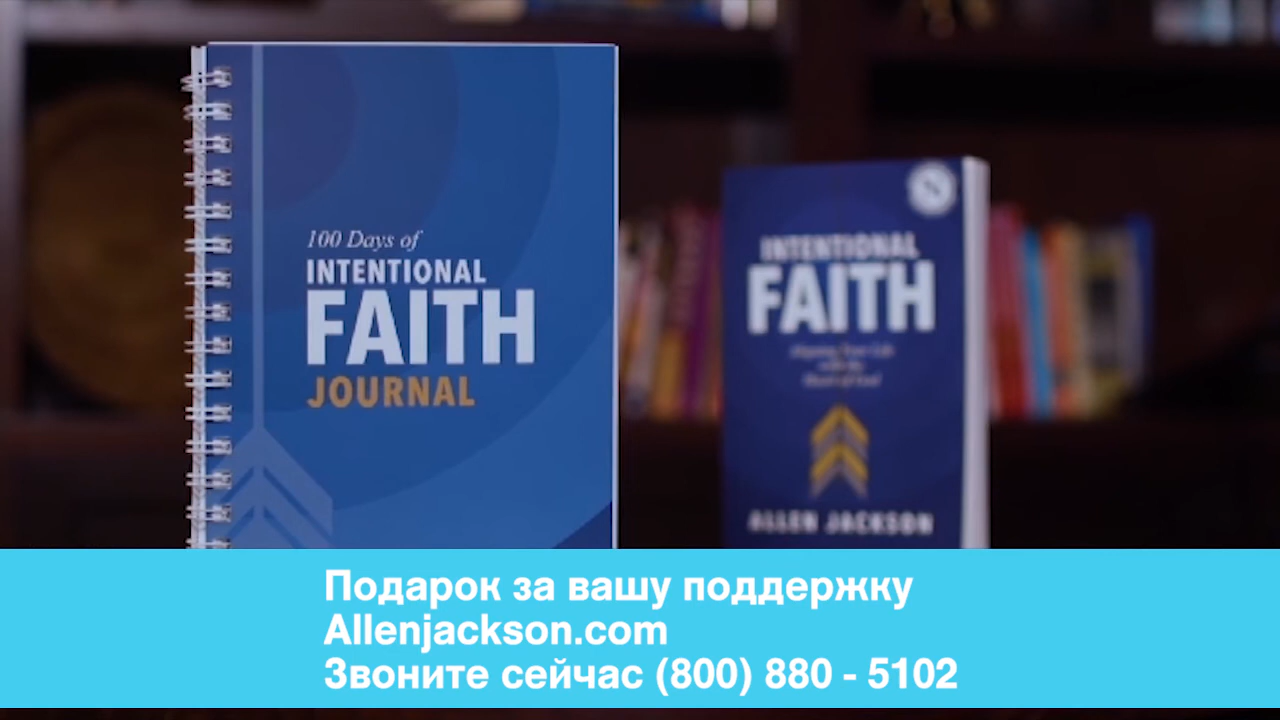 100 Days of
INTENTIONAL
FAITH
JOURNAL
INTENTIONAL
FAITH
ALLEN JACKSON
Подарок за вашу поддержку
Allenjackson.com
Звоните сейчас (800) 880 - 5102